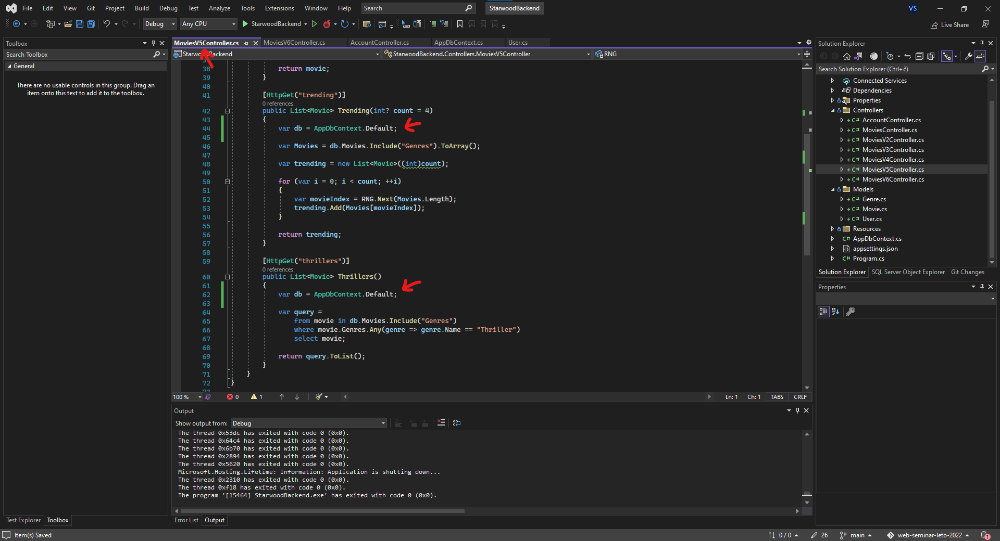 File Edit View Git Project Build Debug Test Analyze Tools Extensions Window Help Search StarwoodBackend VS
Debug Any CPU StarwoodBackend Live Share
Toolbox
Search Toolbox
General
There are no usable controls in this group. Drag an
item onto this text to add it to the toolbox.
Test Explorer Toolbox
MoviesV5Controller.cs MoviesV6Controller.cs AccountController.cs AppDbContext.cs User.cs
StarwoodBackend StarwoodBackend.Controllers.MoviesV5Controller RNG
38 return movie;
39 }
40
41 [HttpGet("trending")]
0 references
42 public List<Movie> Trending(int? count = 4)
43 {
44 var db = AppDbContext.Default;
45
46 var Movies = db.Movies.Include("Genres").ToArray();
47
48 var trending = new List<Movie>((int)count);
49
50 for (var i = 0; i < count; ++i)
51 {
52 var movieIndex = RNG.Next(Movies.Length);
53 trending.Add(Movies[movieIndex]);
54 }
55
56 return trending;
57 }
58
59 [HttpGet("thrillers")]
0 references
60 public List<Movie> Thrillers()
61 {
62 var db = AppDbContext.Default;
63
64 var query =
65 from movie in db.Movies.Include("Genres")
66 where movie.Genres.Any(genre => genre.Name == "Thriller")
67 select movie;
68
69 return query.ToList();
70 }
71 }
72 }
73
100 % 0 1 Ln: 1 Ch: 1 TABS CRLF
Output
Show output from: Debug
The thread 0x53dc has exited with code 0 (0x0).
The thread 0x64c4 has exited with code 0 (0x0).
The thread 0x6b70 has exited with code 0 (0x0).
The thread 0x2894 has exited with code 0 (0x0).
The thread 0x5620 has exited with code 0 (0x0).
Microsoft.Hosting.Lifetime: Information: Application is shutting down...
The thread 0x2310 has exited with code 0 (0x0).
The thread 0xf18 has exited with code 0 (0x0).
The program '[15464] StarwoodBackend.exe' has exited with code 0 (0x0).
Error List Output
Solution Explorer
Search Solution Explorer (Ctrl+č)
Connected Services
Dependencies
Properties
Controllers
C# AccountController.cs
C# MoviesController.cs
C# MoviesV2Controller.cs
C# MoviesV3Controller.cs
C# MoviesV4Controller.cs
C# MoviesV5Controller.cs
C# MoviesV6Controller.cs
Models
C# Genre.cs
C# Movie.cs
C# User.cs
Resources
C# AppDbContext.cs
appsettings.json
C# Program.cs
Solution Explorer SQL Server Object Explorer Git Changes
Properties
Item(s) Saved 0 / 0 26 main web-seminar-leto-2022 1